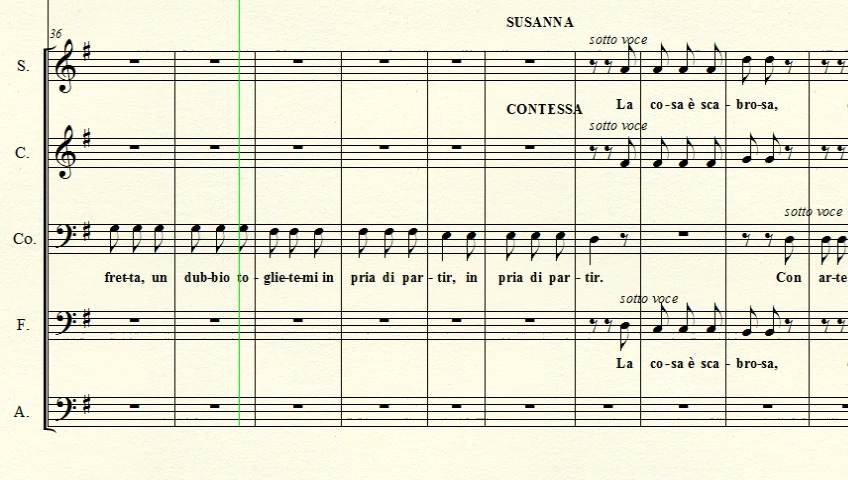 SUSANNA
36
sotto voce
S.
La co-sa è sca - bro-sa,
CONTESSA
sotto voce
C.
sotto voce
Co.
fret-ta, un dub-bio to - glie-te-mi in pria di par - tir, in pria di par - tir. Con ar-te
sotto voce
F.
La co-sa è sca - bro-sa,
A.